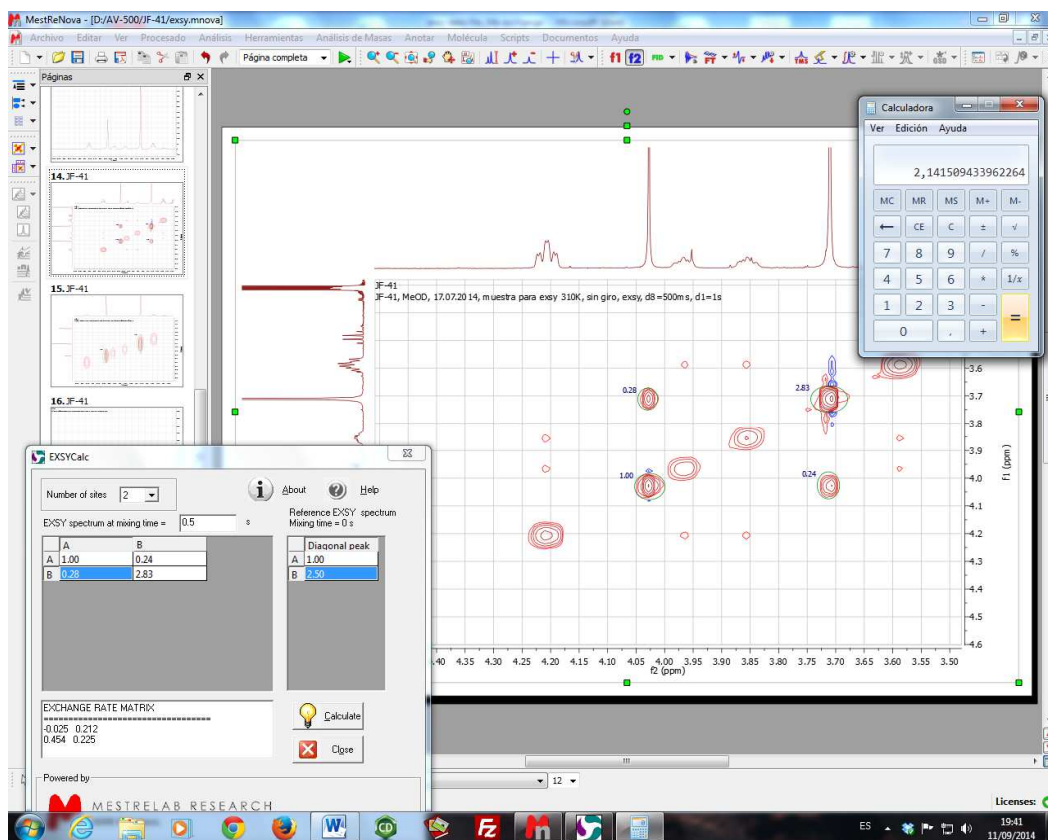 MestReNova - [D:/AV-500/JF-41/exsy.mnova]
Archivo Editar Ver Procesado Análisis Herramientas Análisis de Masas Anotar Molécula Scripts Documentos Ayuda
Página completa
f1 f2
Páginas
14.JF-41
15.JF-41
16.JF-41
JF-41
JF-41, MeOD, 17.07.2014, muestra para exsy 310K, sin giro, exsy, d8=500ms, d1=1s
0.28
2.83
1.00
0.24
3.6
3.7
3.8
3.9
4.0
4.1
4.2
4.3
4.4
4.5
4.6
f1 (ppm)
.40 4.35 4.30 4.25 4.20 4.15 4.10 4.05 4.00 3.95 3.90 3.85 3.80 3.75 3.70 3.65 3.60 3.55 3.50
f2 (ppm)
Calculadora
Ver Edición Ayuda
2,141509433962264
MC MR MS M+ M-
← CE C ± √
7 8 9 / %
4 5 6 * 1/x
1 2 3 - =
0 , +
EXSYCalc
Number of sites 2
About Help
EXSY spectrum at mixing time = 0.5 s
Reference EXSY spectrum
Mixing time = 0 s
A B
A 1.00 0.24
B 0.28 2.83
Diagonal peak
A 1.00
B 2.50
EXCHANGE RATE MATRIX
==================================
-0.025 0.212
0.454 0.225
Calculate
Close
Powered by
MESTRELAB RESEARCH
12
Licenses:
ES
19:41
11/09/2014